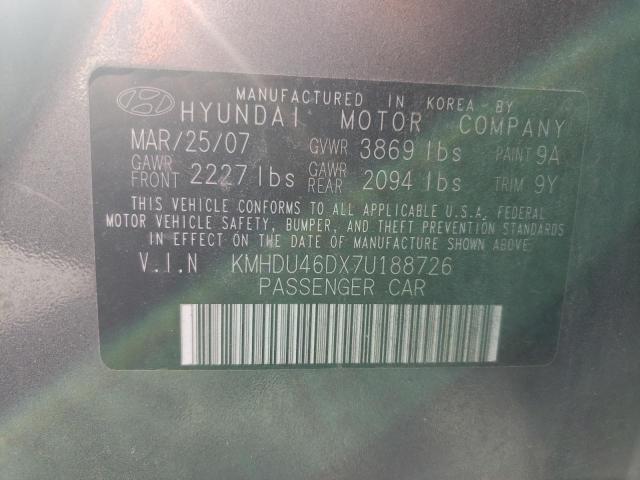 MANUFACTURED IN KOREA BY
HYUNDAI MOTOR COMPANY
MAR/25/07 GVWR 3869 lbs PAINT 9A
GAWR FRONT 2227 lbs GAWR REAR 2094 lbs TRIM 9Y
THIS VEHICLE CONFORMS TO ALL APPLICABLE U.S.A. FEDERAL
MOTOR VEHICLE SAFETY, BUMPER, AND THEFT PREVENTION STANDARDS
IN EFFECT ON THE DATE OF MANUFACTURE SHOWN ABOVE.
V.I.N KMHDU46DX7U188726
PASSENGER CAR